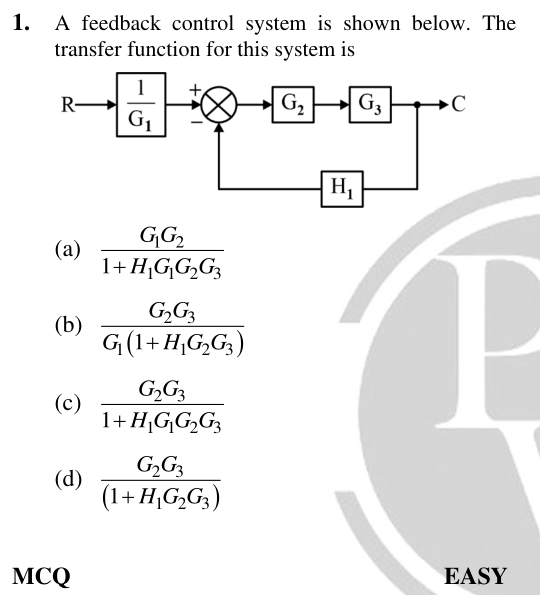 1. A feedback control system is shown below. The
transfer function for this system is
R
1
G₁
+
−
G₂
G₃
C
H₁
(a) G₁G₂
1+H₁G₁G₂G₃
(b) G₂G₃
G₁(1+H₁G₂G₃)
(c) G₂G₃
1+H₁G₁G₂G₃
(d) G₂G₃
(1+H₁G₂G₃)
MCQ EASY